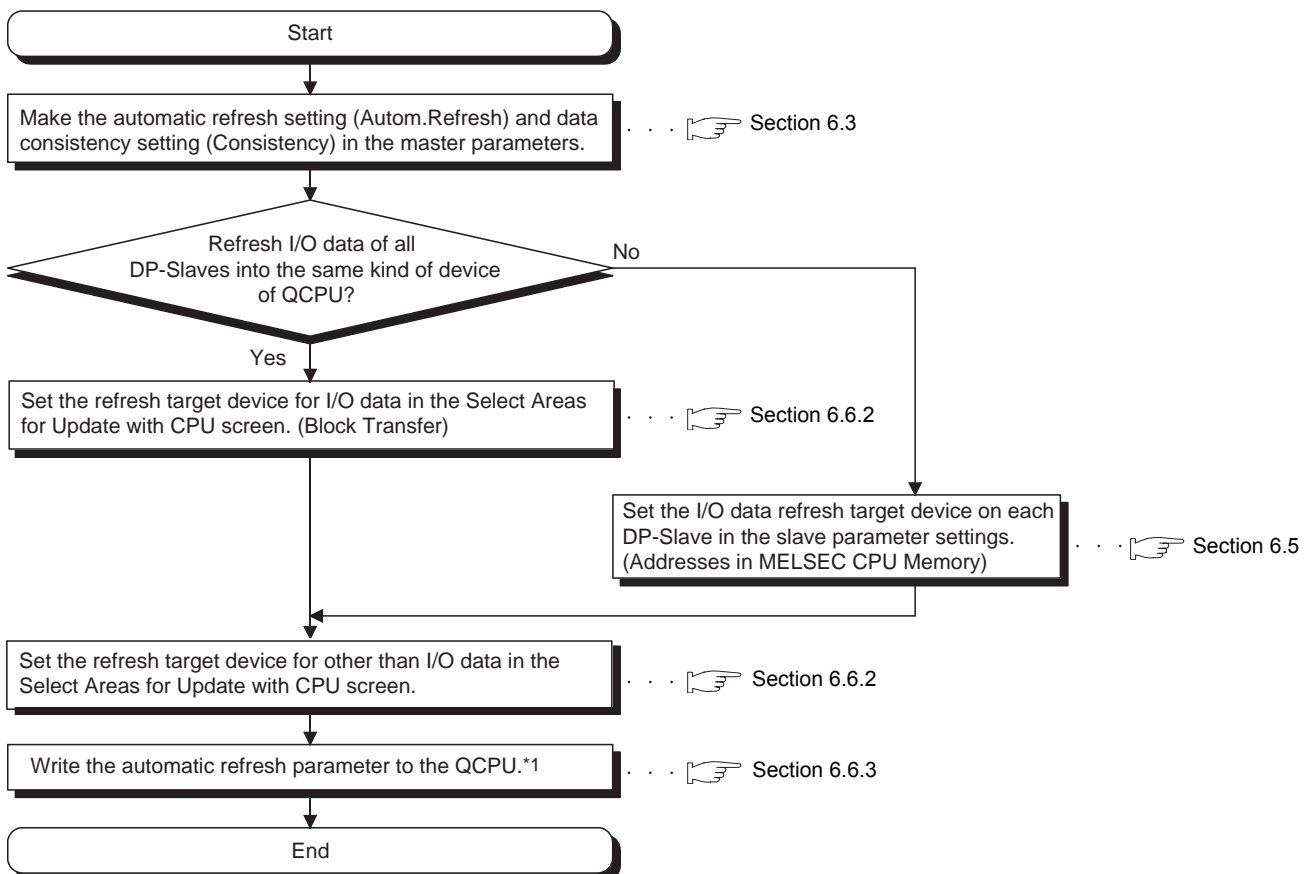 Start
Make the automatic refresh setting (Autom.Refresh) and data
consistency setting (Consistency) in the master parameters.
· · · Section 6.3
Refresh I/O data of all
DP-Slaves into the same kind of device
of QCPU?
No
Yes
Set the refresh target device for I/O data in the Select Areas
for Update with CPU screen. (Block Transfer)
· · · Section 6.6.2
Set the I/O data refresh target device on each
DP-Slave in the slave parameter settings.
(Addresses in MELSEC CPU Memory)
· · · Section 6.5
Set the refresh target device for other than I/O data in the
Select Areas for Update with CPU screen.
· · · Section 6.6.2
Write the automatic refresh parameter to the QCPU.*1
· · · Section 6.6.3
End